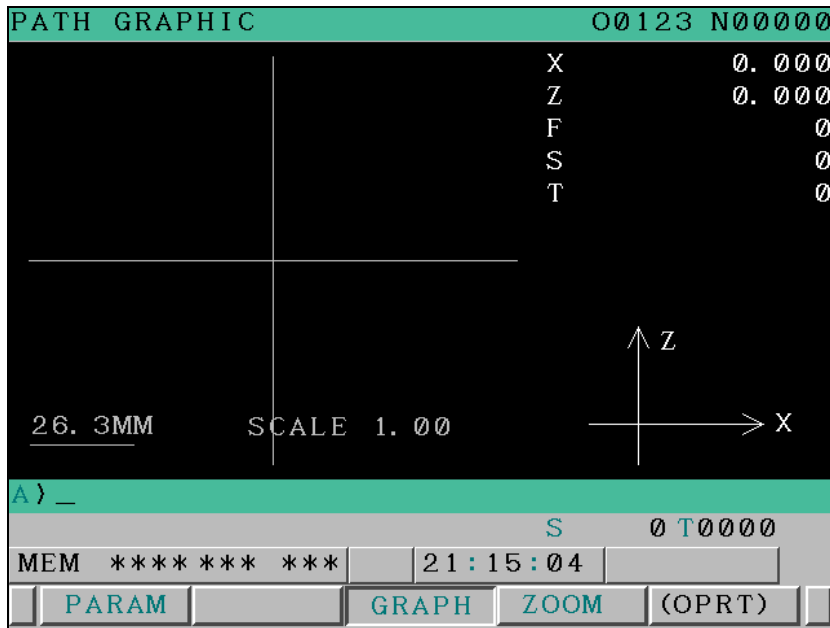 PATH GRAPHIC O0123 N00000
X 0. 000
Z 0. 000
F 0
S 0
T 0
Z
X
26. 3MM SCALE 1. 00
A)_
S 0 T0000
MEM **** *** *** 21:15:04
PARAM GRAPH ZOOM (OPRT)